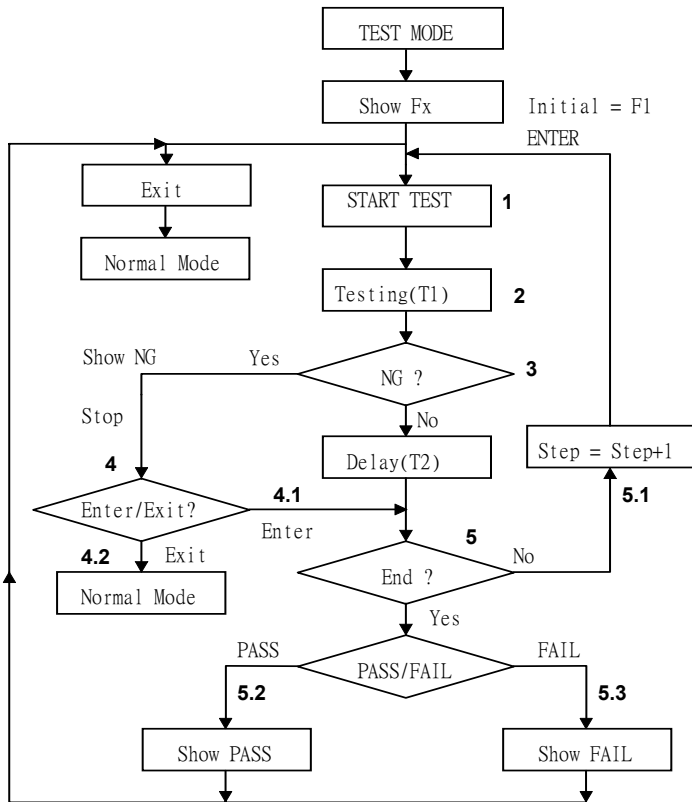 TEST MODE
Show Fx
Initial = F1
ENTER
Exit
START TEST
1
Normal Mode
Testing(T1)
2
Show NG
Yes
NG ?
3
Stop
No
Delay(T2)
Step = Step+1
4
Enter/Exit?
4.1
Enter
5
5.1
4.2
Exit
End ?
No
Normal Mode
Yes
PASS
PASS/FAIL
FAIL
5.2
5.3
Show PASS
Show FAIL